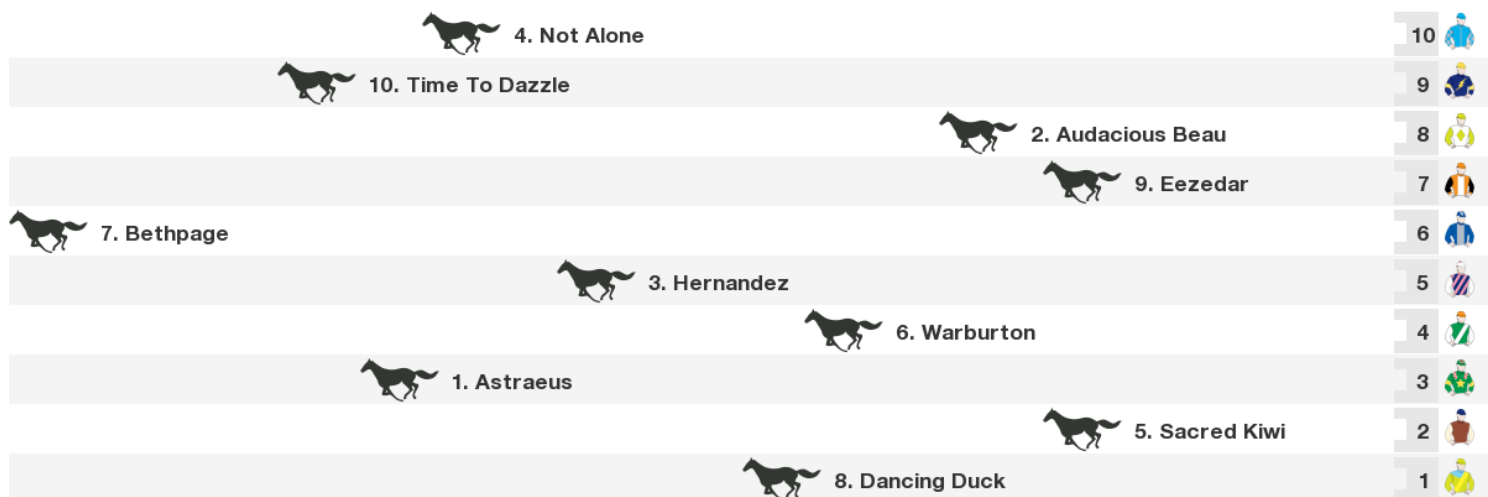 4. Not Alone 10
10. Time To Dazzle 9
2. Audacious Beau 8
9. Eezedar 7
7. Bethpage 6
3. Hernandez 5
6. Warburton 4
1. Astraeus 3
5. Sacred Kiwi 2
8. Dancing Duck 1